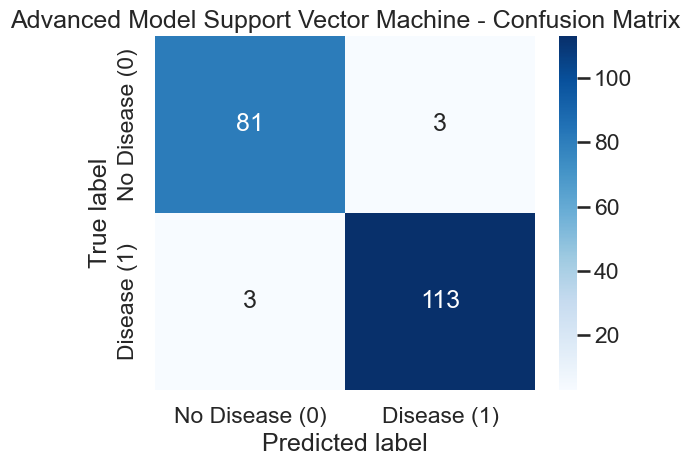 Advanced Model Support Vector Machine - Confusion Matrix
True label
No Disease (0)
Disease (1)
81
3
3
113
No Disease (0)
Disease (1)
Predicted label
100
80
60
40
20